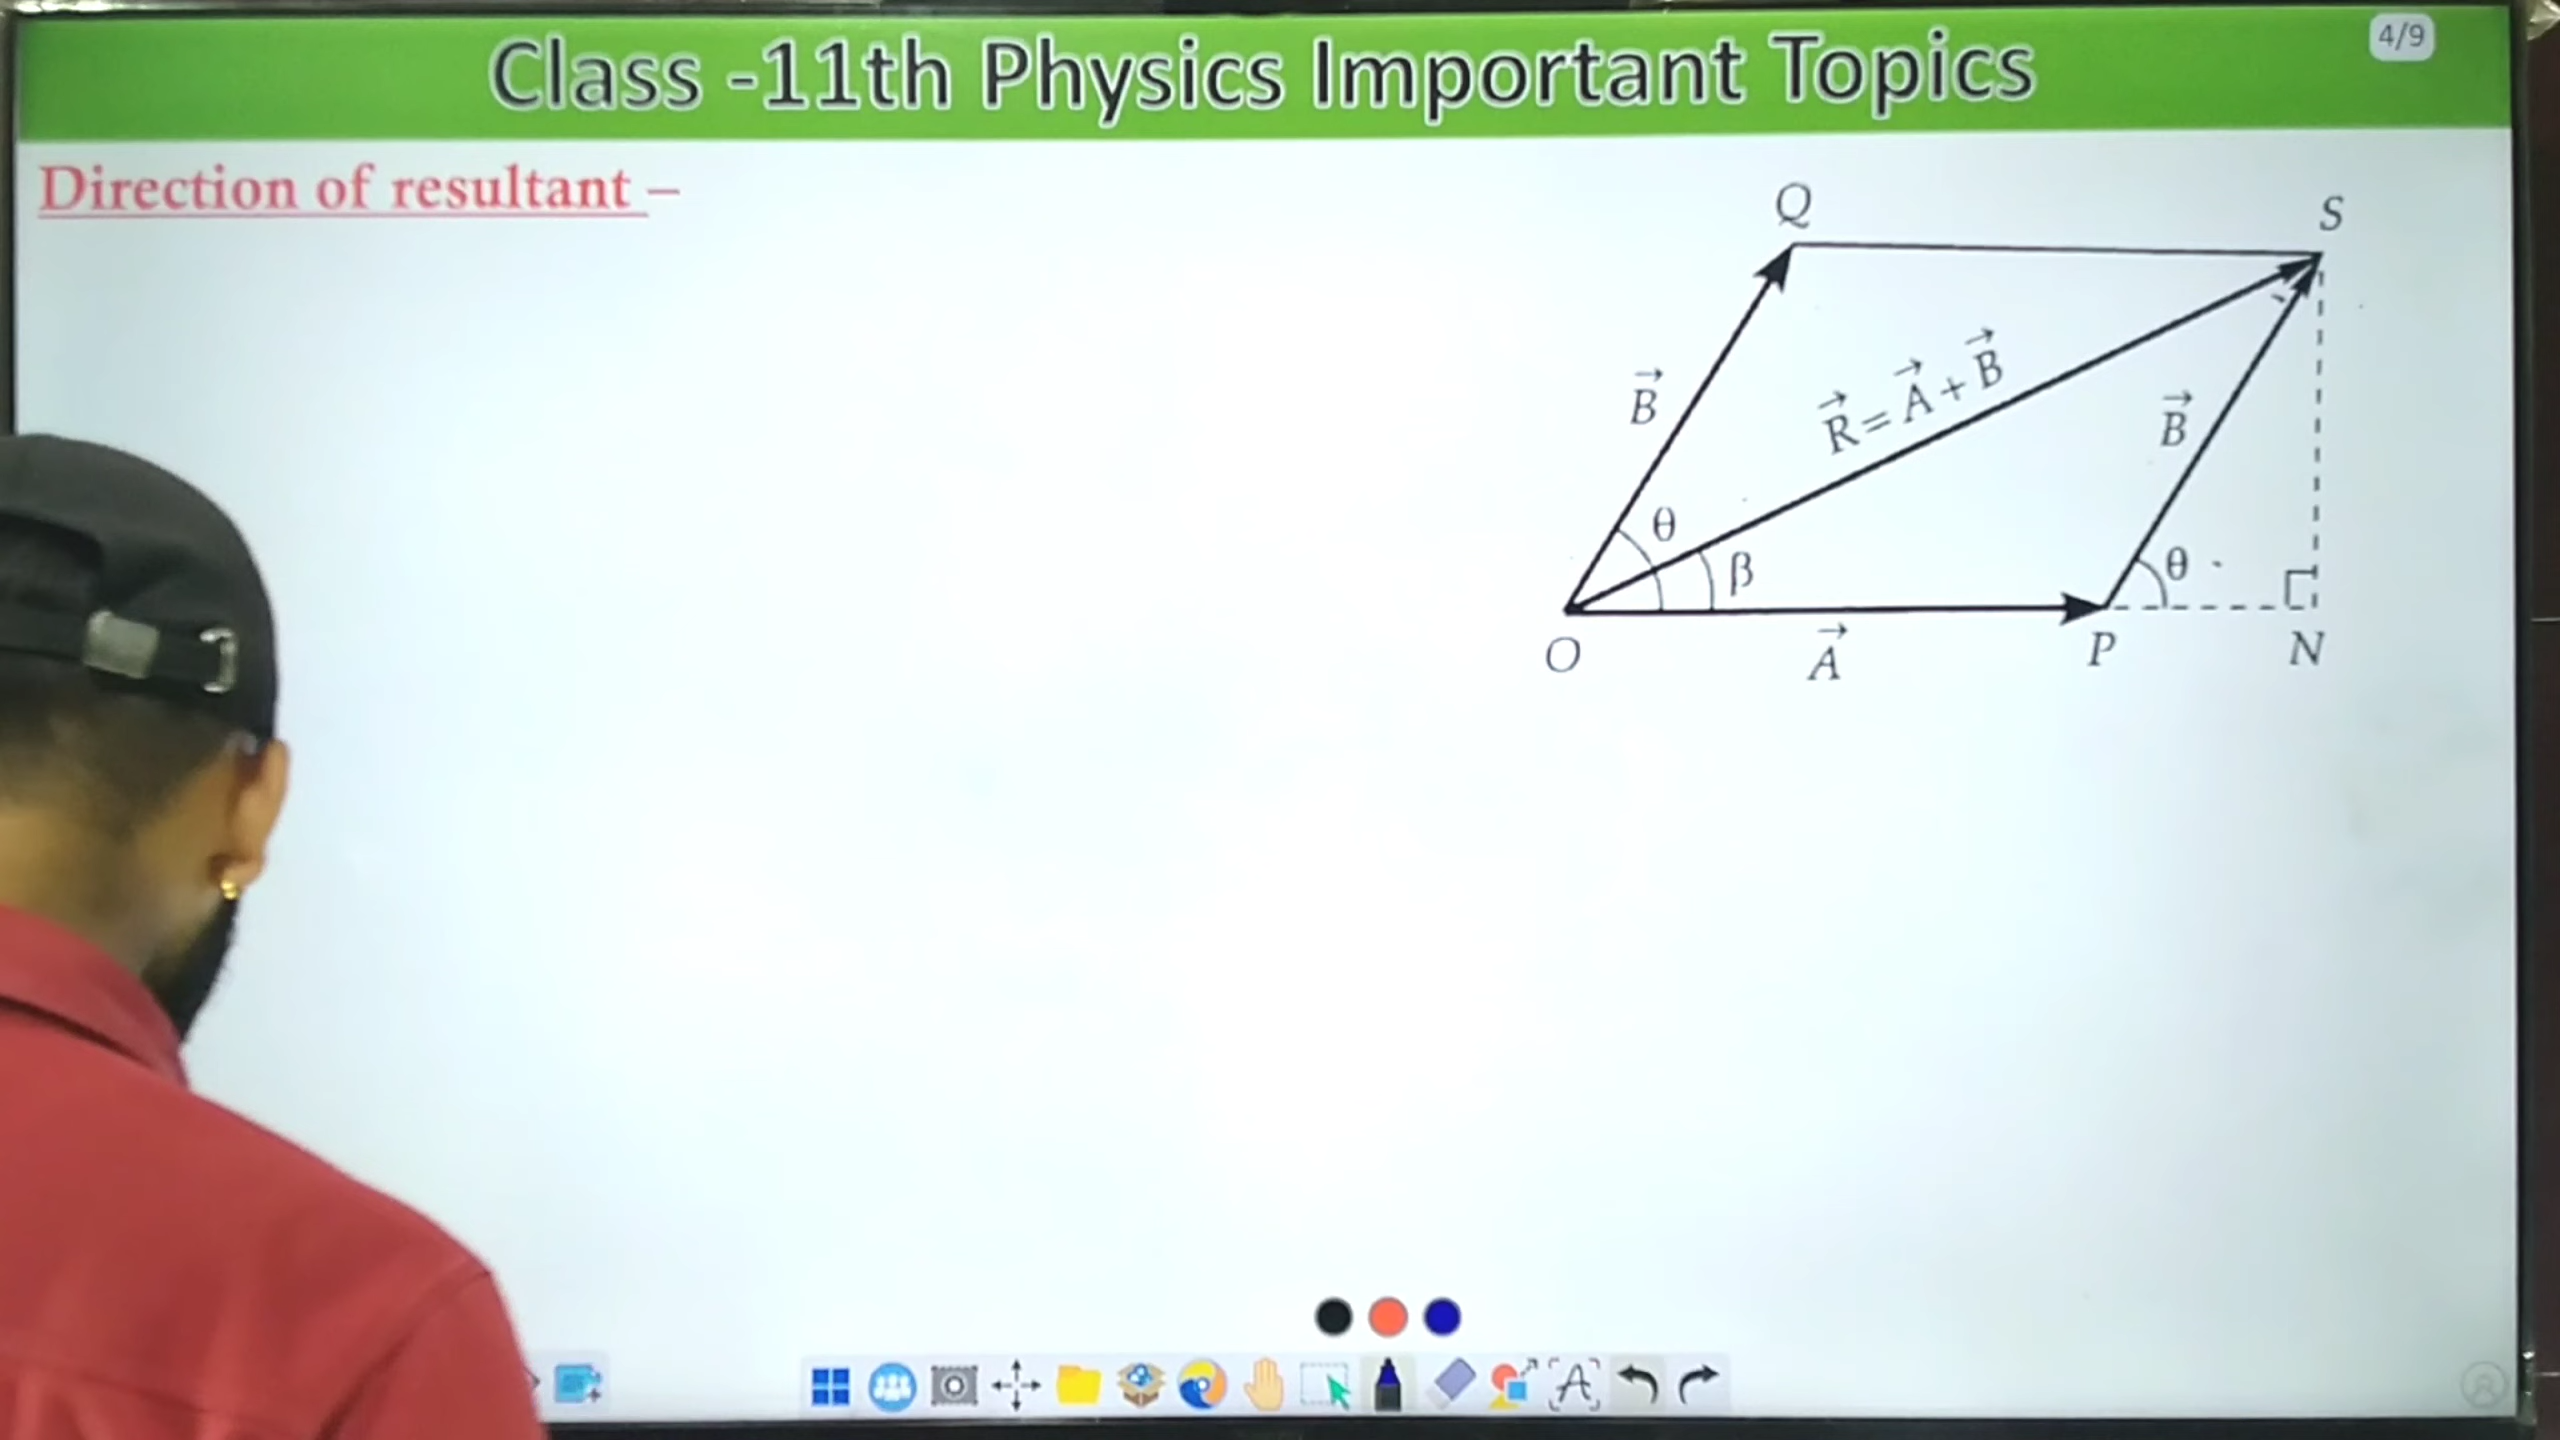 Class -11th Physics Important Topics
4/9
Direction of resultant –
Q
S
B⃗
R⃗ = A⃗ + B⃗
B⃗
θ
β
θ
O
A⃗
P
N